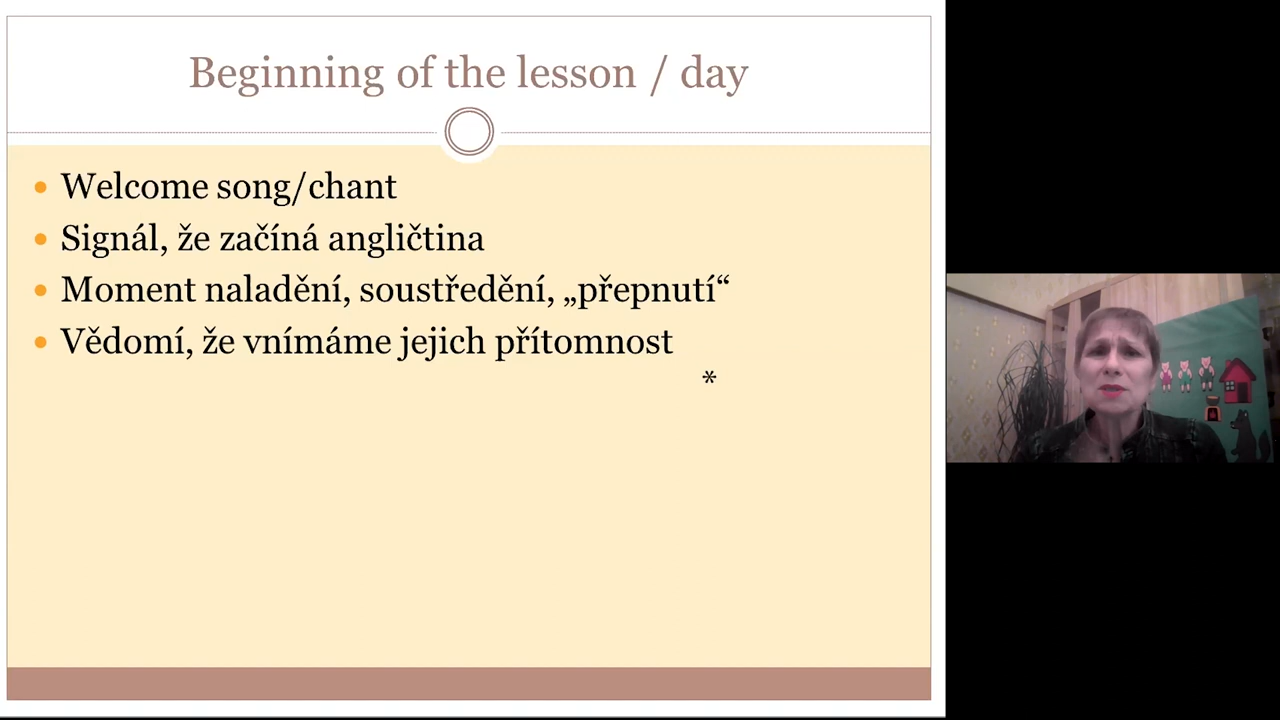 Beginning of the lesson / day
Welcome song/chant
Signál, že začíná angličtina
Moment naladění, soustředění, „přepnutí“
Vědomí, že vnímáme jejich přítomnost
*